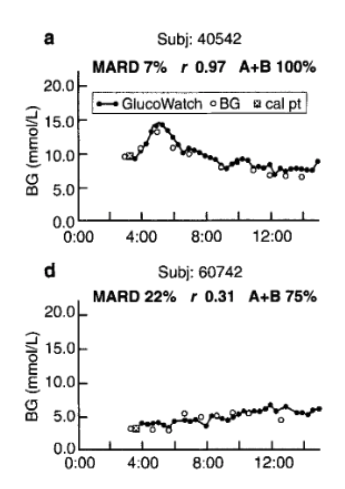 a
Subj: 40542
MARD 7% r 0.97 A+B 100%
GlucoWatch BG cal pt
20.0
15.0
10.0
5.0
0.0
BG (mmol/L)
0:00 4:00 8:00 12:00
d
Subj: 60742
MARD 22% r 0.31 A+B 75%
20.0
15.0
10.0
5.0
0.0
BG (mmol/L)
0:00 4:00 8:00 12:00